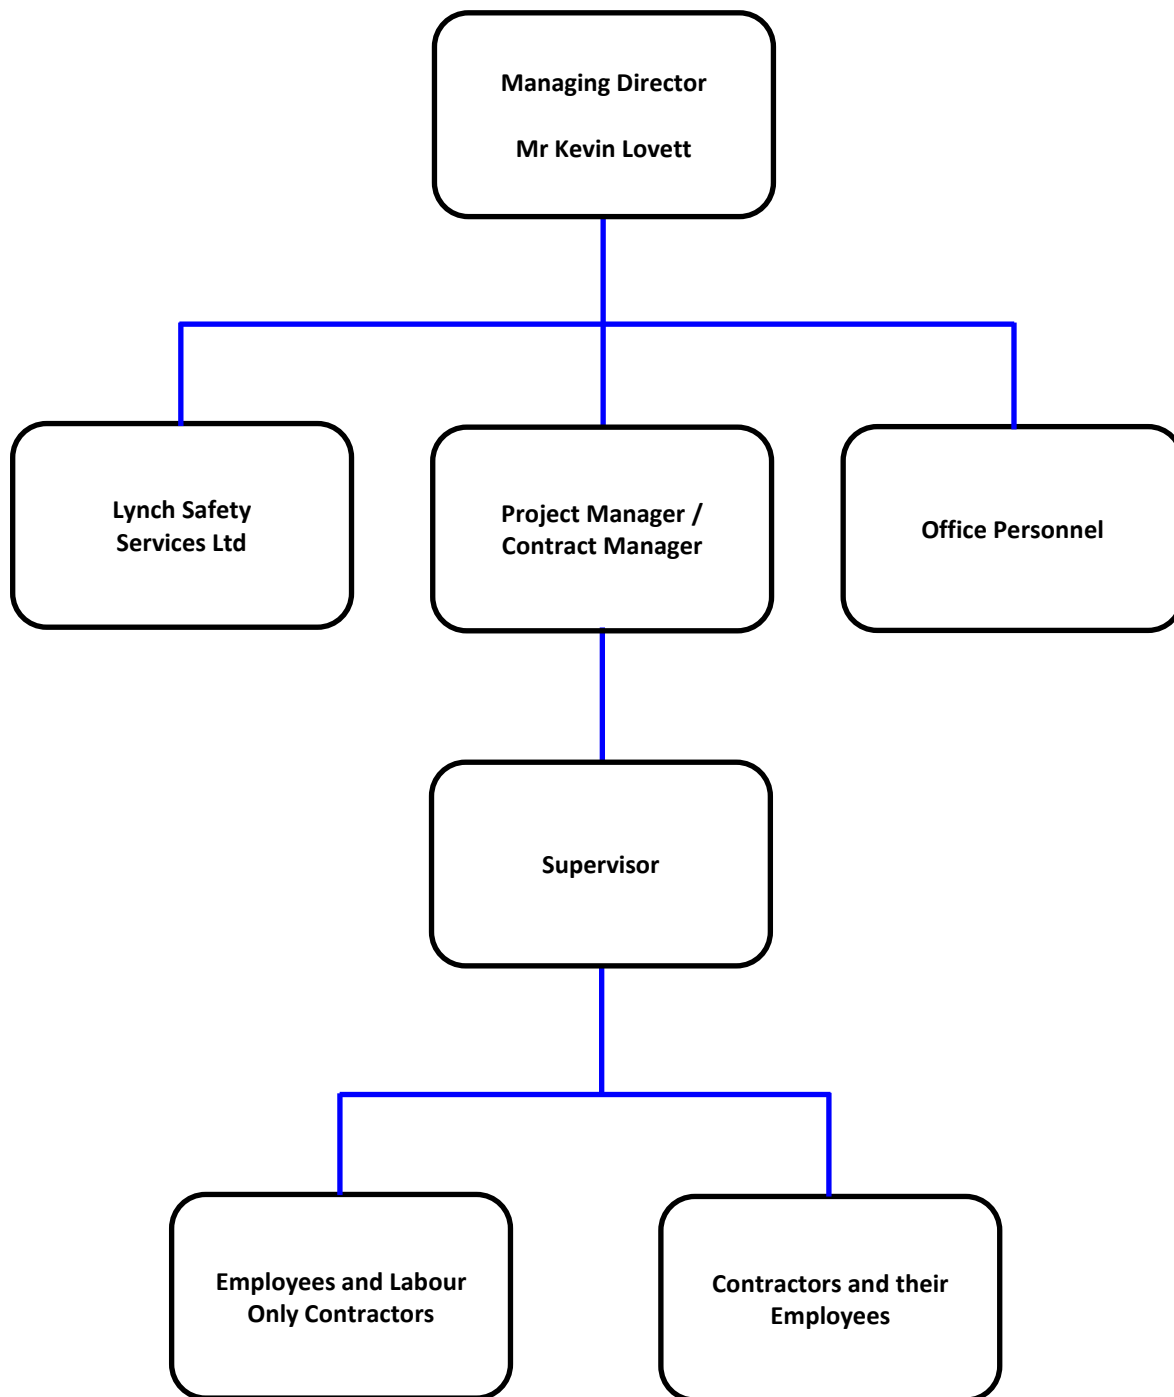 Managing Director
Mr Kevin Lovett
Lynch Safety
Services Ltd
Project Manager /
Contract Manager
Office Personnel
Supervisor
Employees and Labour
Only Contractors
Contractors and their
Employees